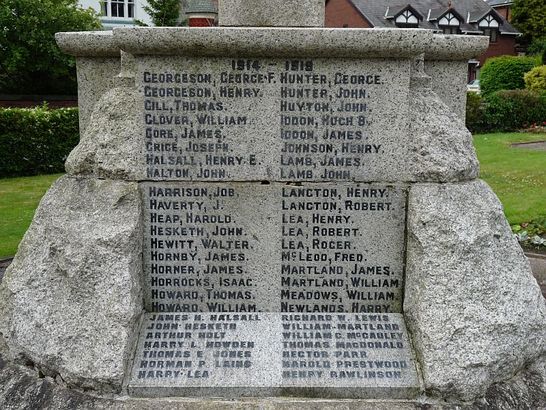 1914 - 1919
GEORGESON, GEORGE F. HUNTER, GEORGE.
GEORGESON, HENRY. HUNTER, JOHN.
GILL, THOMAS. HUYTON, JOHN.
GLOVER, WILLIAM. IDDON, HUGH B.
GORE, JAMES. IDDON, JAMES.
GRICE, JOSEPH. JOHNSON, HENRY.
HALSALL, HENRY E. LAMB, JAMES.
HALTON, JOHN. LAMB, JOHN.
HARRISON, JOB. LANGTON, HENRY.
HAVERTY, J. LANGTON, ROBERT.
HEAP, HAROLD. LEA, HENRY.
HESKETH, JOHN. LEA, ROBERT.
HEWITT, WALTER. LEA, ROGER.
HORNBY, JAMES. McLEOD, FRED.
HORNER, JAMES. MARTLAND, JAMES.
HORROCKS, ISAAC. MARTLAND, WILLIAM
HOWARD, THOMAS. MEADOWS, WILLIAM
HOWARD, WILLIAM. NEWLANDS, HARRY
JAMES H. HALSALL RICHARD W. LEWIS
JOHN HESKETH WILLIAM MARTLAND
ARTHUR HOLT WILLIAM C. McCAULEY
HARRY L HOWDEN THOMAS MACDONALD
THOMAS E JONES HECTOR PARR
NORMAN P LAING HAROLD PRESTWOOD
HARRY LEA HENRY RAWLINSON